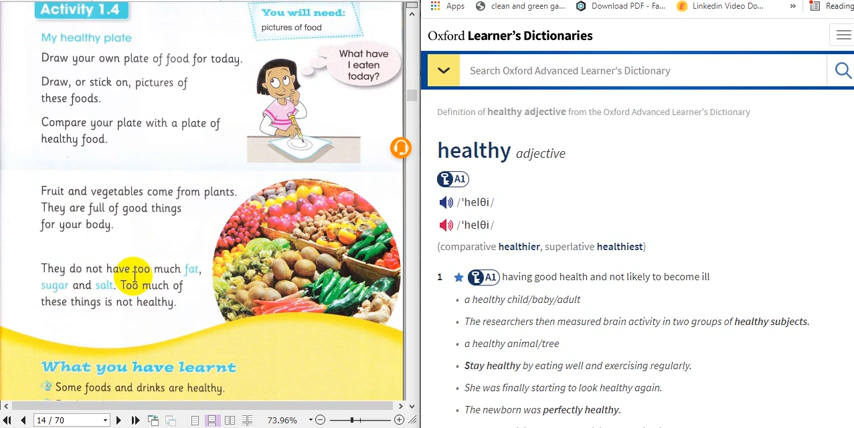 Activity 1.4
You will need:
pictures of food
My healthy plate
Draw your own plate of food for today.
Draw, or stick on, pictures of
these foods.
Compare your plate with a plate of
healthy food.
What have
I eaten
today?
Fruit and vegetables come from plants.
They are full of good things
for your body.
They do not have too much fat,
sugar and salt. Too much of
these things is not healthy.
What you have learnt
Some foods and drinks are healthy.
14 / 70
73.96%
Apps
clean and green ga...
Download PDF - Fa...
Linkedin Video Do...
»
Reading
Oxford Learner's Dictionaries
Search Oxford Advanced Learner's Dictionary
Definition of healthy adjective from the Oxford Advanced Learner's Dictionary
healthy adjective
A1
/ˈhelθi/
/ˈhelθi/
(comparative healthier, superlative healthiest)
1 A1 having good health and not likely to become ill
• a healthy child/baby/adult
• The researchers then measured brain activity in two groups of healthy subjects.
• a healthy animal/tree
• Stay healthy by eating well and exercising regularly.
• She was finally starting to look healthy again.
• The newborn was perfectly healthy.